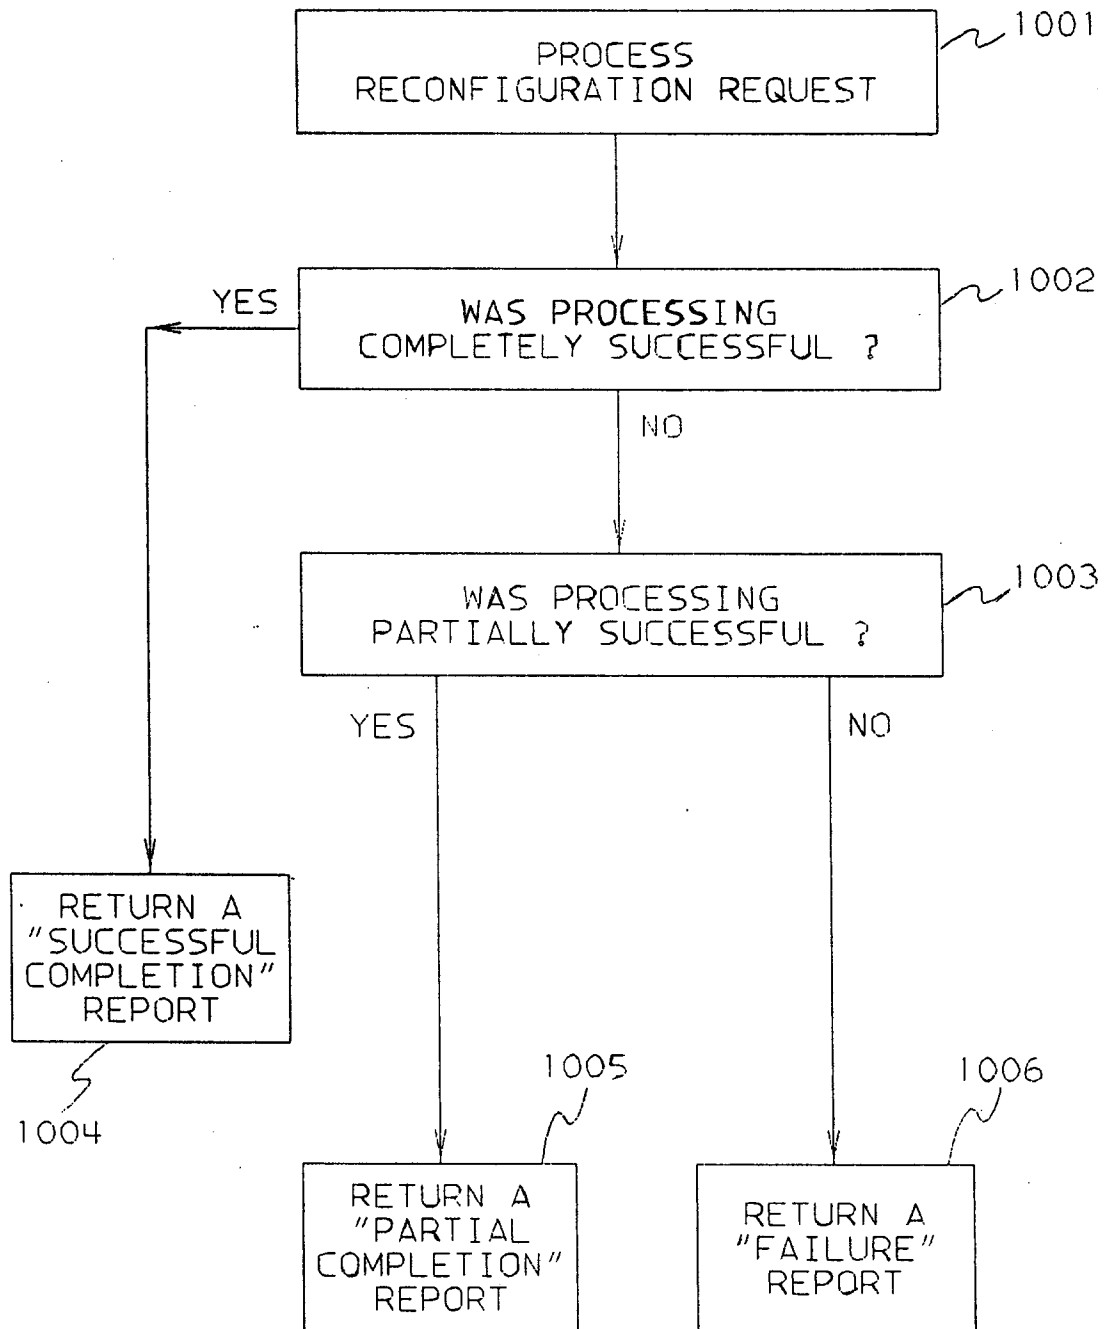 1001
PROCESS
RECONFIGURATION REQUEST
1002
YES
WAS PROCESSING
COMPLETELY SUCCESSFUL ?
NO
1003
WAS PROCESSING
PARTIALLY SUCCESSFUL ?
YES
NO
RETURN A
"SUCCESSFUL
COMPLETION"
REPORT
1004
1005
1006
RETURN A
"PARTIAL
COMPLETION"
REPORT
RETURN A
"FAILURE"
REPORT